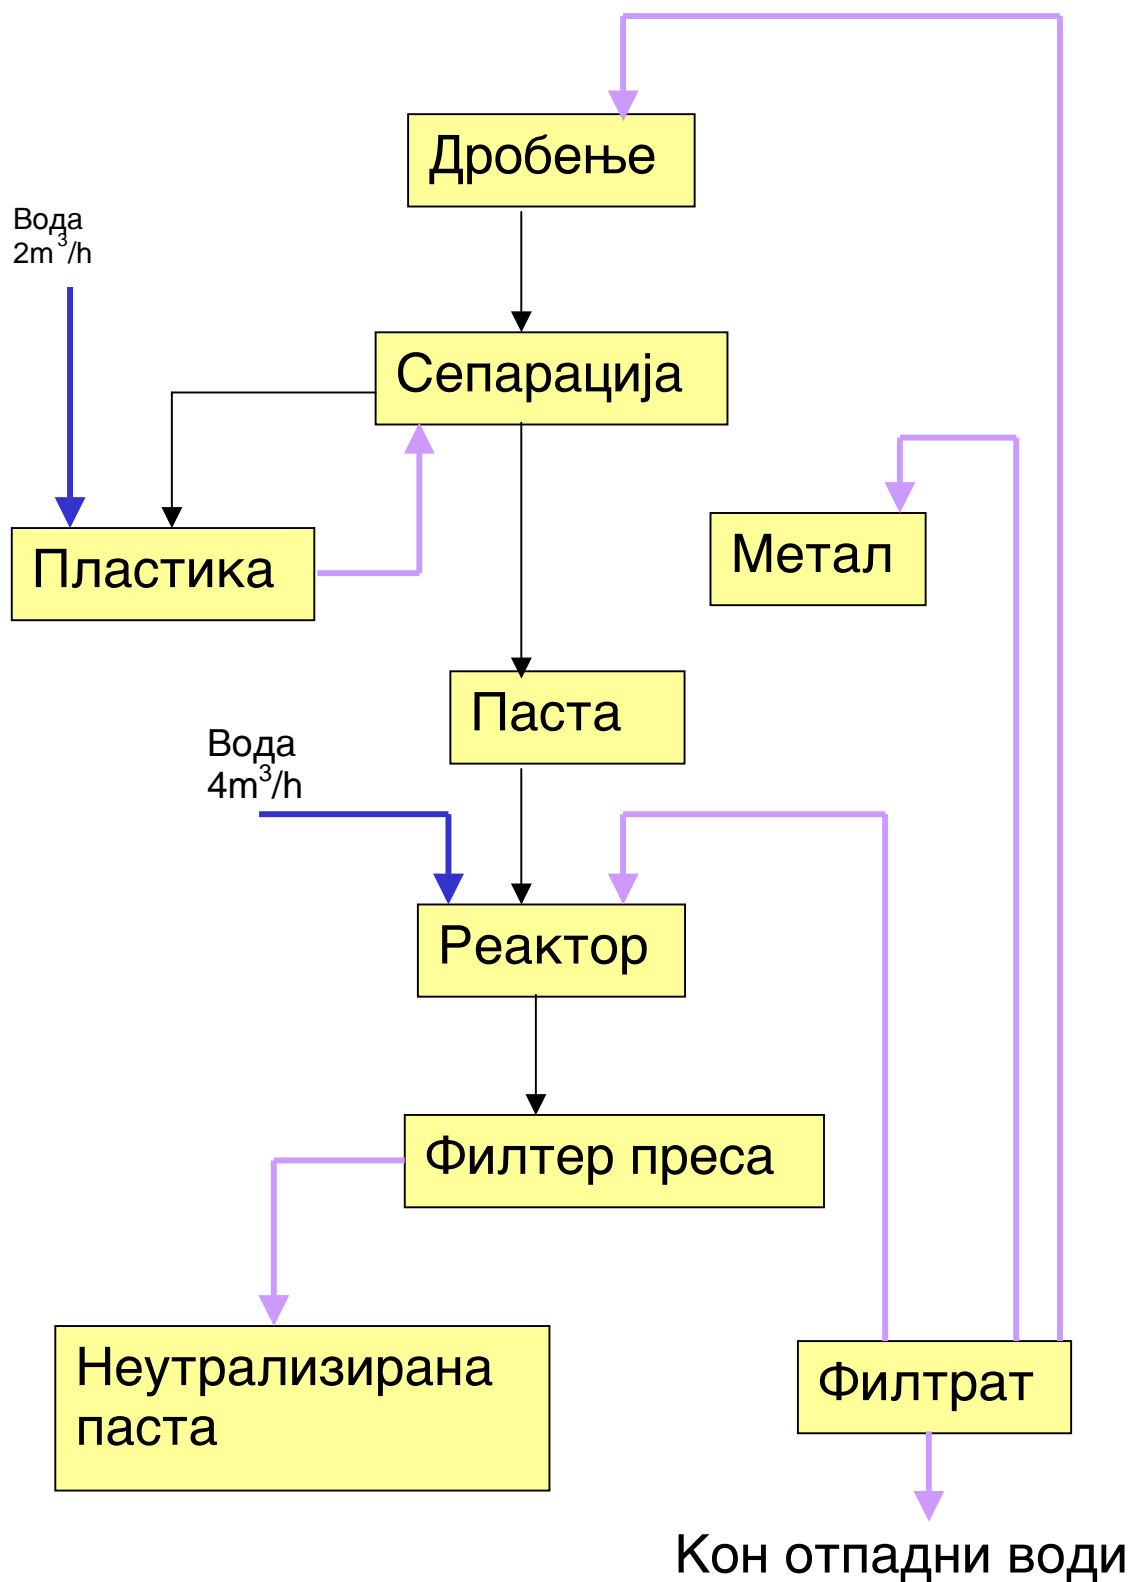 Дробење
Вода
2m³/h
Сепарација
Пластика
Метал
Паста
Вода
4m³/h
Реактор
Филтер преса
Неутрализирана
паста
Филтрат
Кон отпадни води